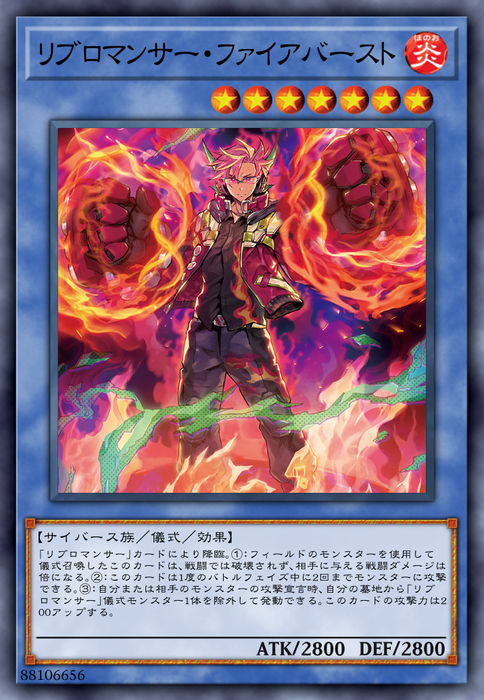 リブロマンサー・ファイアバースト
ほのお
炎
【サイバース族／儀式／効果】
「リブロマンサー」カードにより降臨。①:フィールドのモンスターを使用して
儀式召喚したこのカードは、戦闘では破壊されず、相手に与える戦闘ダメージは
倍になる。②:このカードは1度のバトルフェイズ中に2回までモンスターに攻撃
できる。③:自分または相手のモンスターの攻撃宣言時、自分の墓地から「リブ
ロマンサー」儀式モンスター1体を除外して発動できる。このカードの攻撃力は2
00アップする。
ATK/2800 DEF/2800
88106656